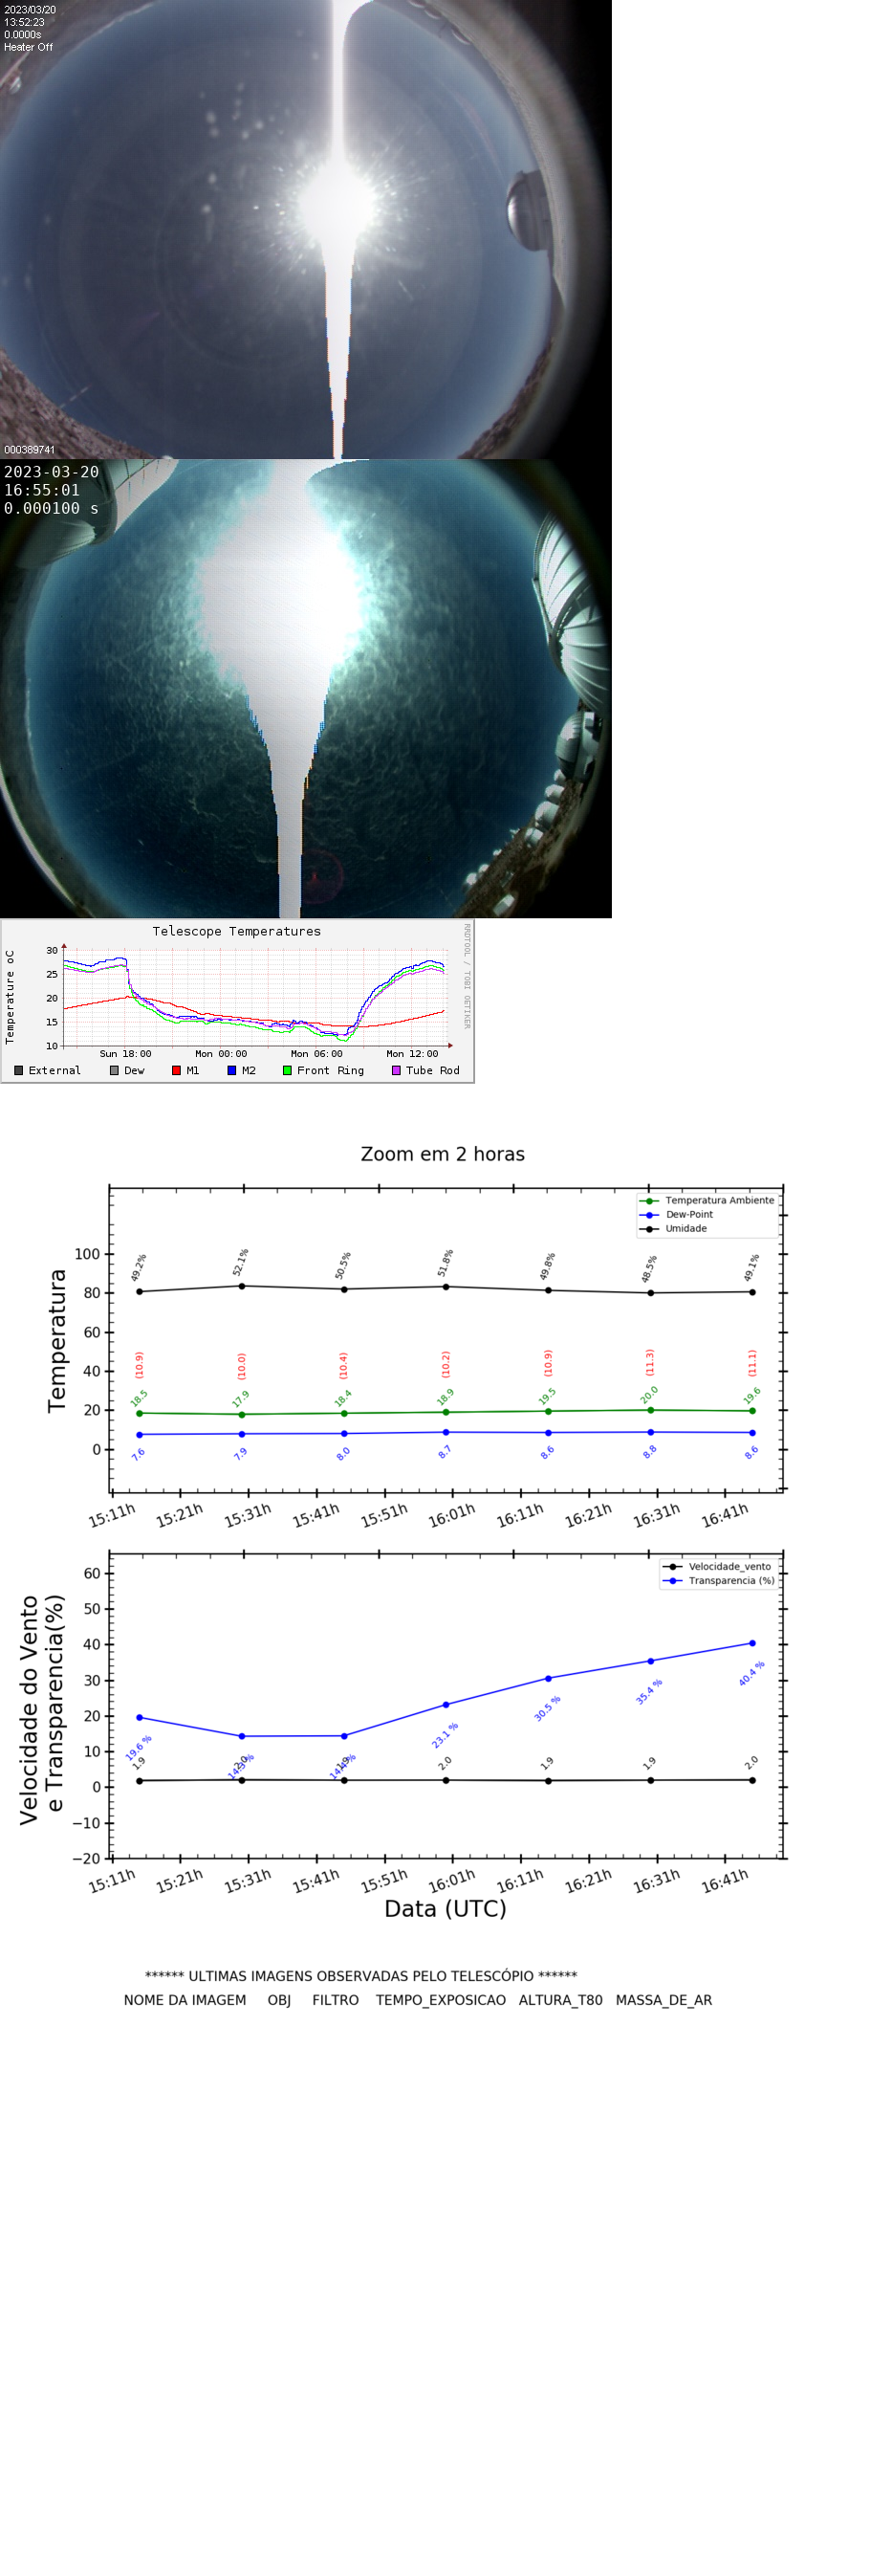 2023/03/20
13:52:23
0.0000s
Heater Off
000389741
2023-03-20
16:55:01
0.000100 s
Telescope Temperatures
RRDTOOL / TOBI OETIKER
Temperature oC
30
25
20
15
10
Sun 18:00 Mon 00:00 Mon 06:00 Mon 12:00
External Dew M1 M2 Front Ring Tube Rod
Zoom em 2 horas
Temperatura Ambiente
Dew-Point
Umidade
Temperatura
100
80
60
40
20
0
49.2% 52.1% 50.5% 51.8% 49.8% 48.5% 49.1%
(10.9) (10.0) (10.4) (10.2) (10.9) (11.3) (11.1)
18.5 17.9 18.4 18.9 19.5 20.0 19.6
7.6 7.9 8.0 8.7 8.6 8.8 8.6
15:11h 15:21h 15:31h 15:41h 15:51h 16:01h 16:11h 16:21h 16:31h 16:41h
Velocidade_vento
Transparencia (%)
Velocidade do Vento
e Transparencia(%)
60
50
40
30
20
10
0
−10
−20
19.6 % 23.1 % 30.5 % 35.4 % 40.4 %
1.9 2.0 1.9 2.0 1.9 1.9 2.0
15:11h 15:21h 15:31h 15:41h 15:51h 16:01h 16:11h 16:21h 16:31h 16:41h
Data (UTC)
****** ULTIMAS IMAGENS OBSERVADAS PELO TELESCÓPIO ******
NOME DA IMAGEM OBJ FILTRO TEMPO_EXPOSICAO ALTURA_T80 MASSA_DE_AR